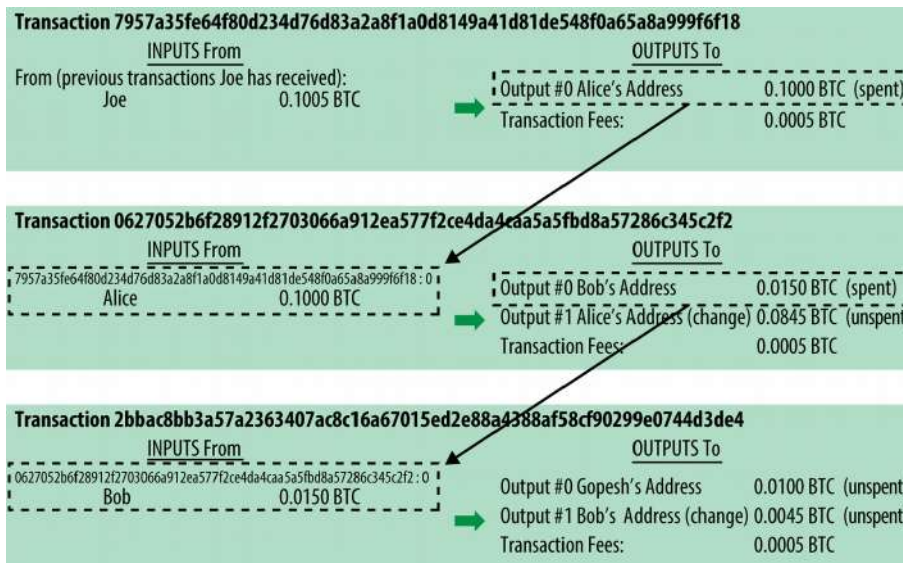 Transaction 7957a35fe64f80d234d76d83a2a8f1a0d8149a41d81de548f0a65a8a999f6f18
INPUTS From OUTPUTS To
From (previous transactions Joe has received):
Joe 0.1005 BTC Output #0 Alice's Address 0.1000 BTC (spent)
Transaction Fees: 0.0005 BTC
Transaction 0627052b6f28912f2703066a912ea577f2ce4da4caa5a5fbd8a57286c345c2f2
INPUTS From OUTPUTS To
7957a35fe64f80d234d76d83a2a8f1a0d8149a41d81de548f0a65a8a999f6f18 : 0
Alice 0.1000 BTC Output #0 Bob's Address 0.0150 BTC (spent)
Output #1 Alice's Address (change) 0.0845 BTC (unspent
Transaction Fees: 0.0005 BTC
Transaction 2bbac8bb3a57a2363407ac8c16a67015ed2e88a4388af58cf90299e0744d3de4
INPUTS From OUTPUTS To
0627052b6f28912f2703066a912ea577f2ce4da4caa5a5fbd8a57286c345c2f2 : 0
Bob 0.0150 BTC Output #0 Gopesh's Address 0.0100 BTC (unspent
Output #1 Bob's Address (change) 0.0045 BTC (unspent
Transaction Fees: 0.0005 BTC